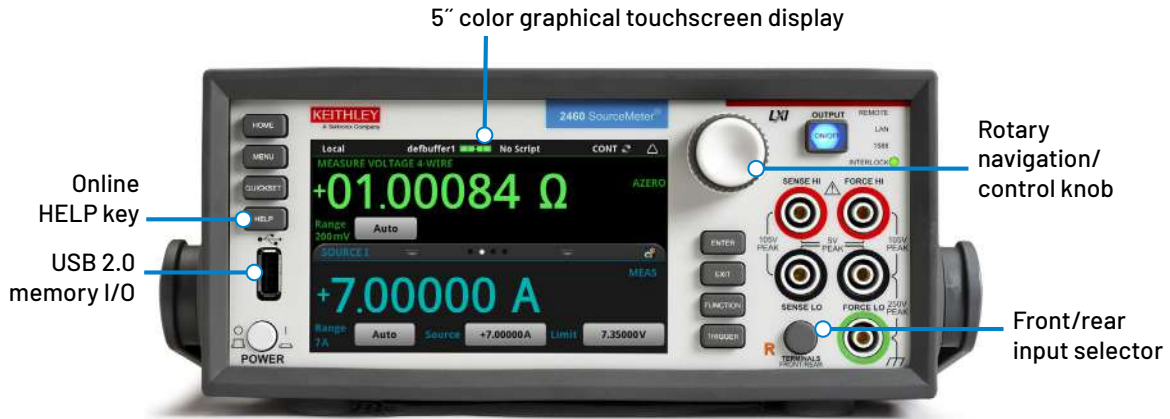 5″ color graphical touchscreen display
Online
HELP key
USB 2.0
memory I/O
Rotary
navigation/
control knob
Front/rear
input selector
KEITHLEY
A Tektronix Company
2460 SourceMeter®
HOME
MENU
QUICKSET
HELP
POWER
Local defbuffer1 No Script CONT
MEASURE VOLTAGE 4-WIRE
+01.00084 Ω
AZERO
Range
200mV Auto
SOURCE I
MEAS
+7.00000 A
Range
7A Auto Source +7.00000A Limit 7.35000V
LXI
OUTPUT
ON/OFF
REMOTE
LAN
1588
INTERLOCK
SENSE HI FORCE HI
105V
PEAK
5V
PEAK
105V
PEAK
SENSE LO FORCE LO
250V
PEAK
ENTER
EXIT
FUNCTION
TRIGGER
R
TERMINALS
FRONT/REAR